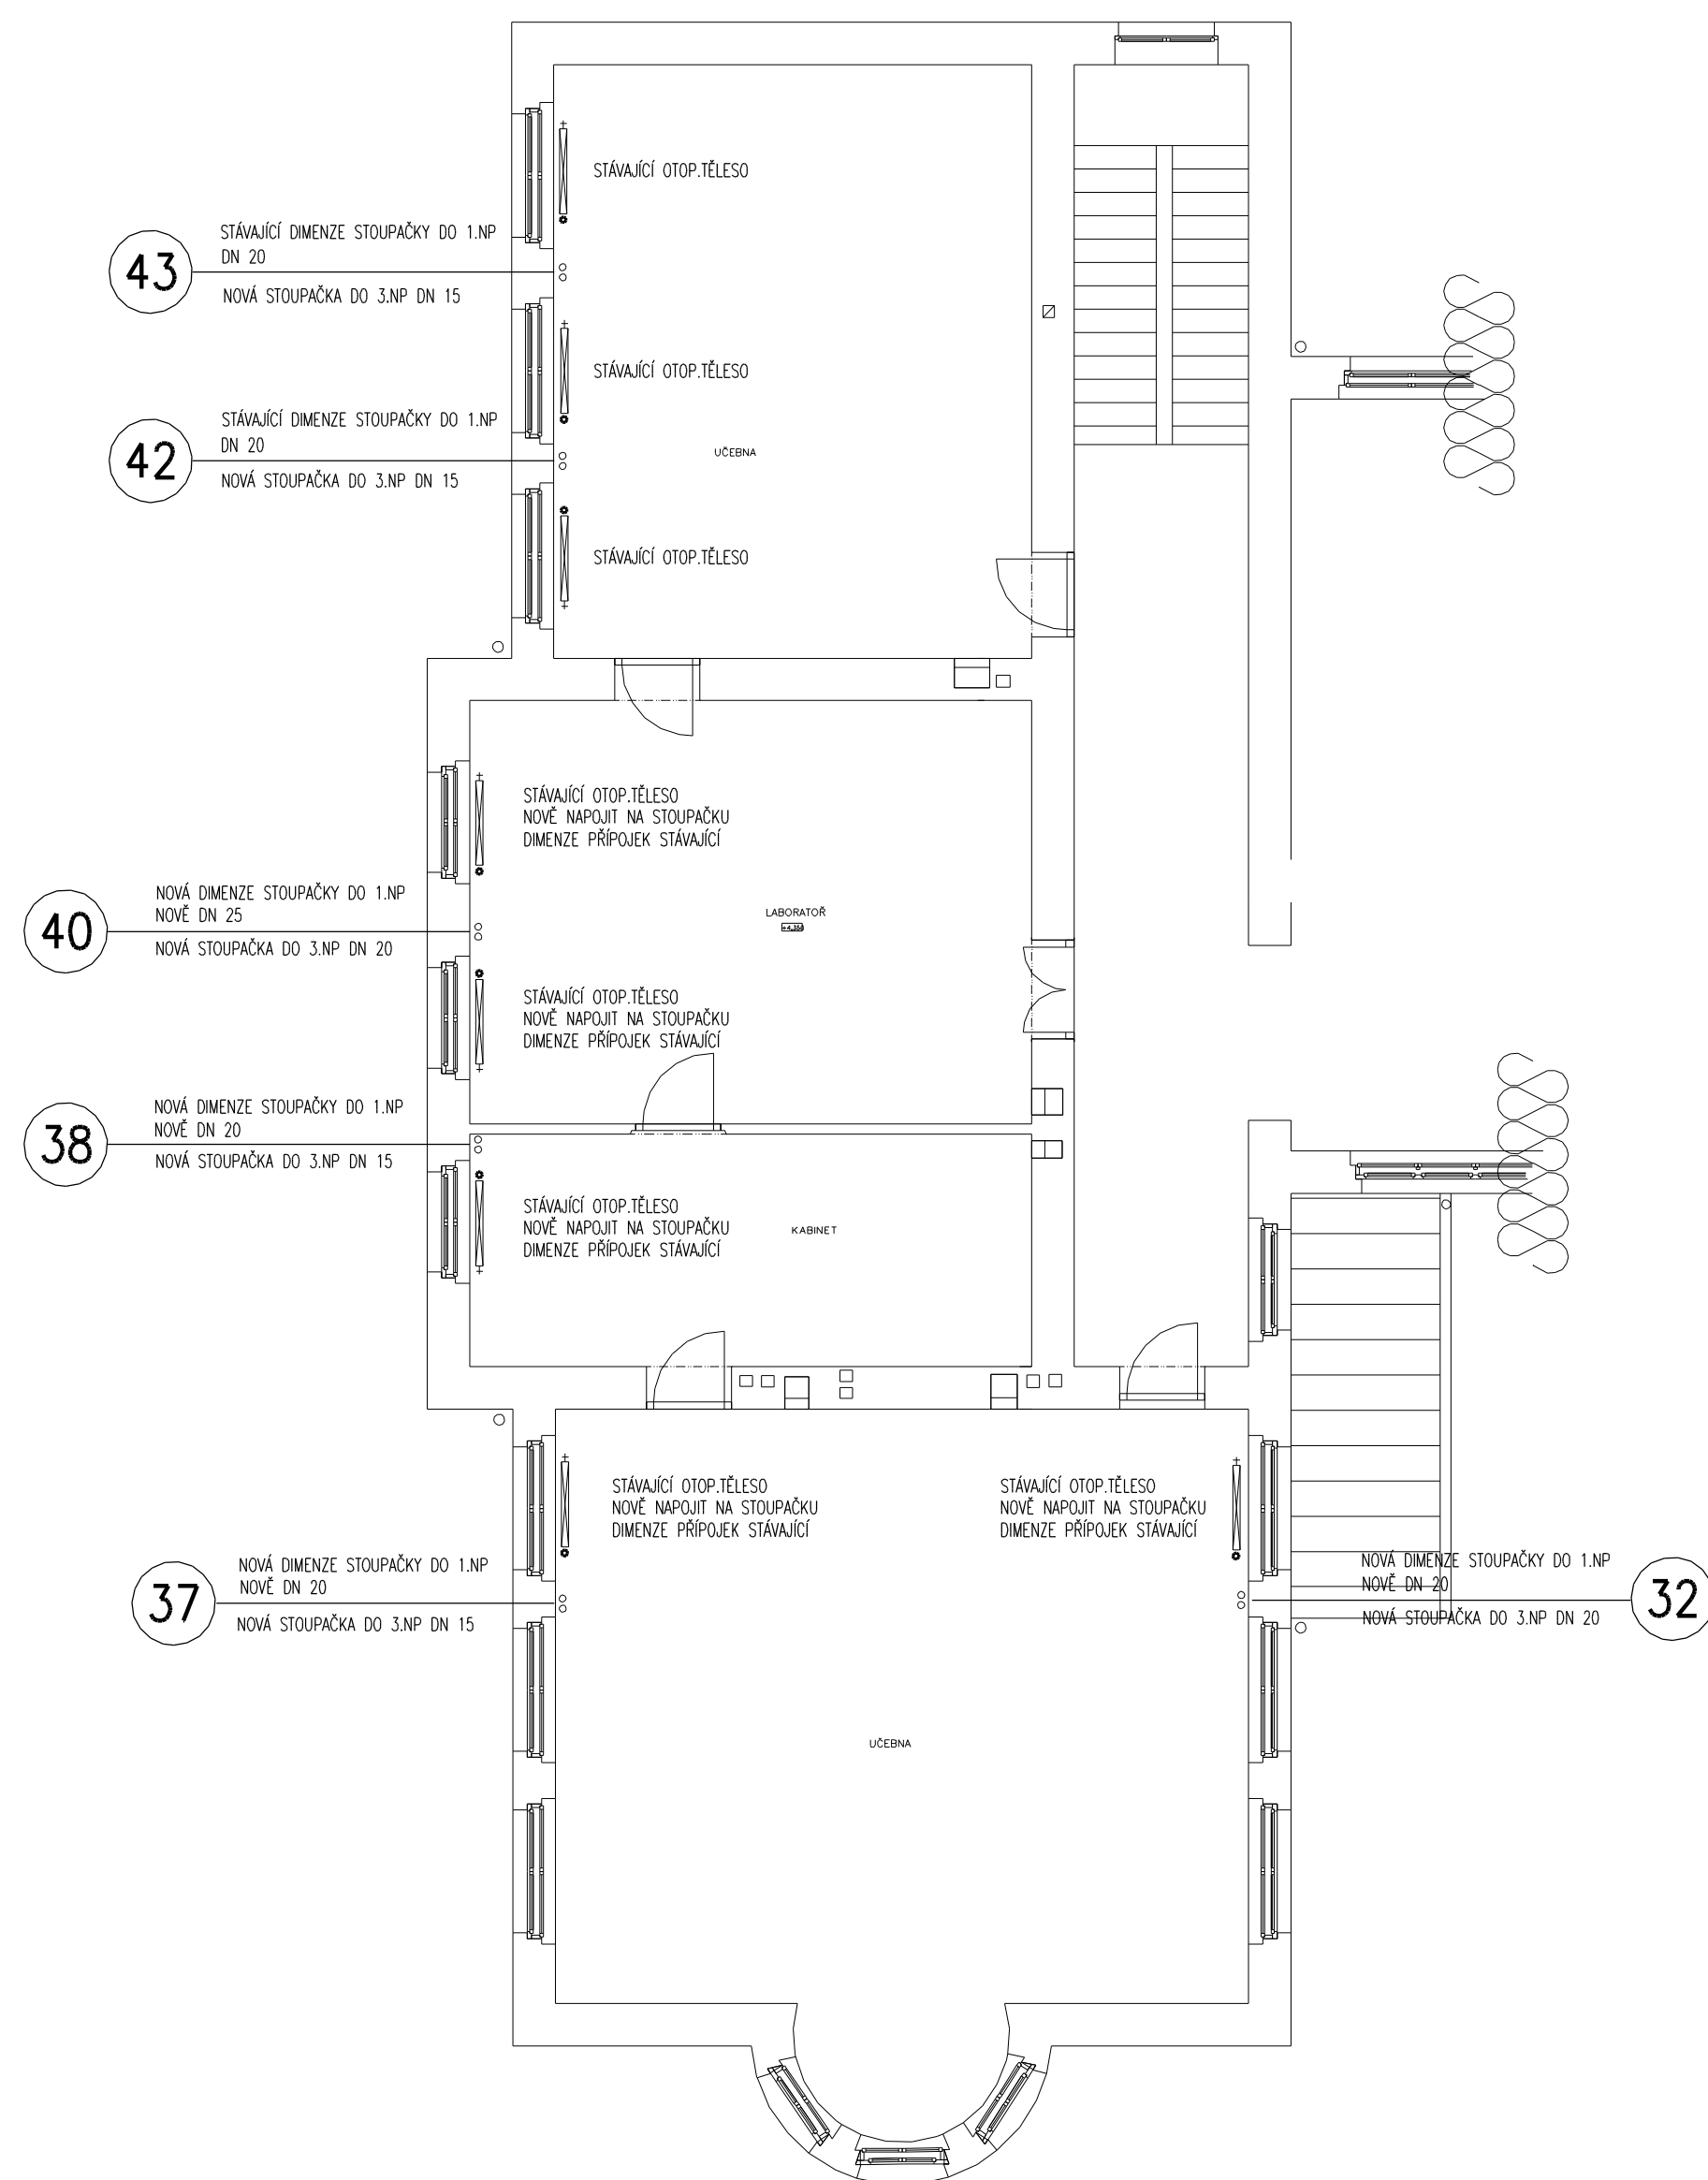 STÁVAJÍCÍ OTOP.TĚLESO
43
STÁVAJÍCÍ DIMENZE STOUPAČKY DO 1.NP
DN 20
NOVÁ STOUPAČKA DO 3.NP DN 15
STÁVAJÍCÍ OTOP.TĚLESO
42
STÁVAJÍCÍ DIMENZE STOUPAČKY DO 1.NP
DN 20
NOVÁ STOUPAČKA DO 3.NP DN 15
UČEBNA
STÁVAJÍCÍ OTOP.TĚLESO
STÁVAJÍCÍ OTOP.TĚLESO
NOVĚ NAPOJIT NA STOUPAČKU
DIMENZE PŘÍPOJEK STÁVAJÍCÍ
40
NOVÁ DIMENZE STOUPAČKY DO 1.NP
NOVĚ DN 25
NOVÁ STOUPAČKA DO 3.NP DN 20
LABORATOŘ
STÁVAJÍCÍ OTOP.TĚLESO
NOVĚ NAPOJIT NA STOUPAČKU
DIMENZE PŘÍPOJEK STÁVAJÍCÍ
38
NOVÁ DIMENZE STOUPAČKY DO 1.NP
NOVĚ DN 20
NOVÁ STOUPAČKA DO 3.NP DN 15
STÁVAJÍCÍ OTOP.TĚLESO
NOVĚ NAPOJIT NA STOUPAČKU
DIMENZE PŘÍPOJEK STÁVAJÍCÍ
KABINET
STÁVAJÍCÍ OTOP.TĚLESO
NOVĚ NAPOJIT NA STOUPAČKU
DIMENZE PŘÍPOJEK STÁVAJÍCÍ
STÁVAJÍCÍ OTOP.TĚLESO
NOVĚ NAPOJIT NA STOUPAČKU
DIMENZE PŘÍPOJEK STÁVAJÍCÍ
37
NOVÁ DIMENZE STOUPAČKY DO 1.NP
NOVĚ DN 20
NOVÁ STOUPAČKA DO 3.NP DN 15
NOVÁ DIMENZE STOUPAČKY DO 1.NP
NOVĚ DN 20
NOVÁ STOUPAČKA DO 3.NP DN 20
32
UČEBNA